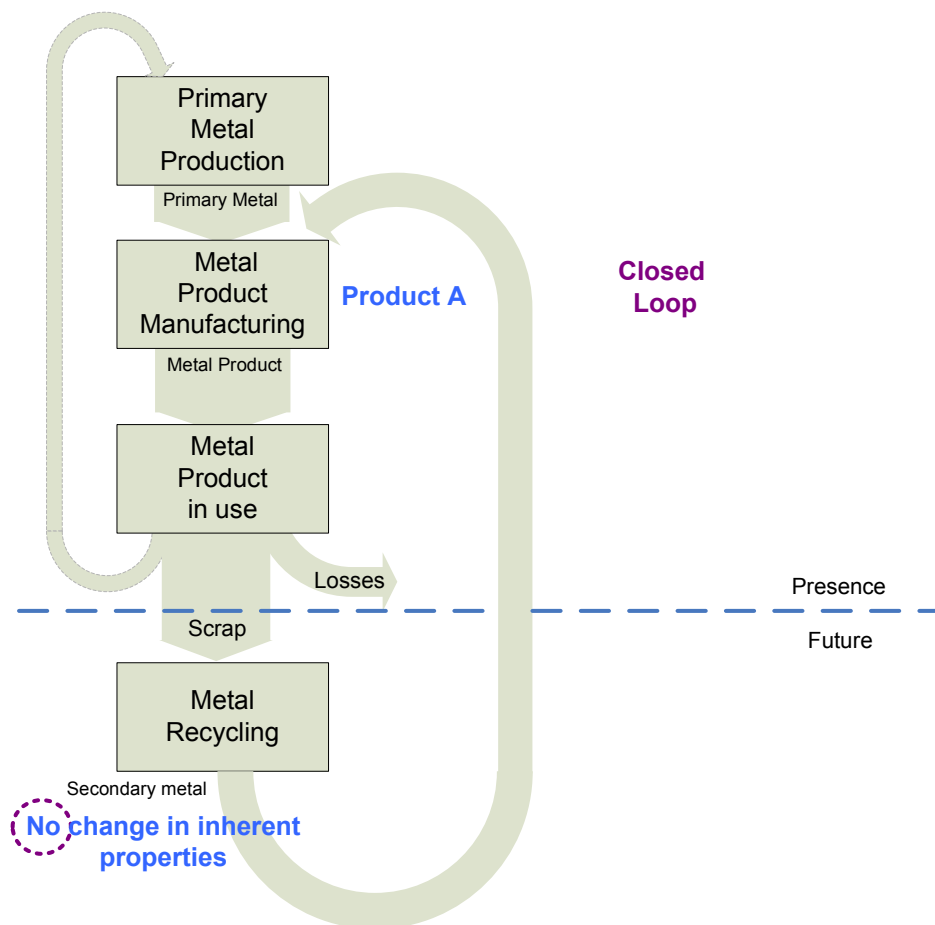 Primary
Metal
Production
Primary Metal
Metal
Product
Manufacturing
Product A
Closed
Loop
Metal Product
Metal
Product
in use
Losses
Presence
Scrap
Future
Metal
Recycling
Secondary metal
No change in inherent
properties